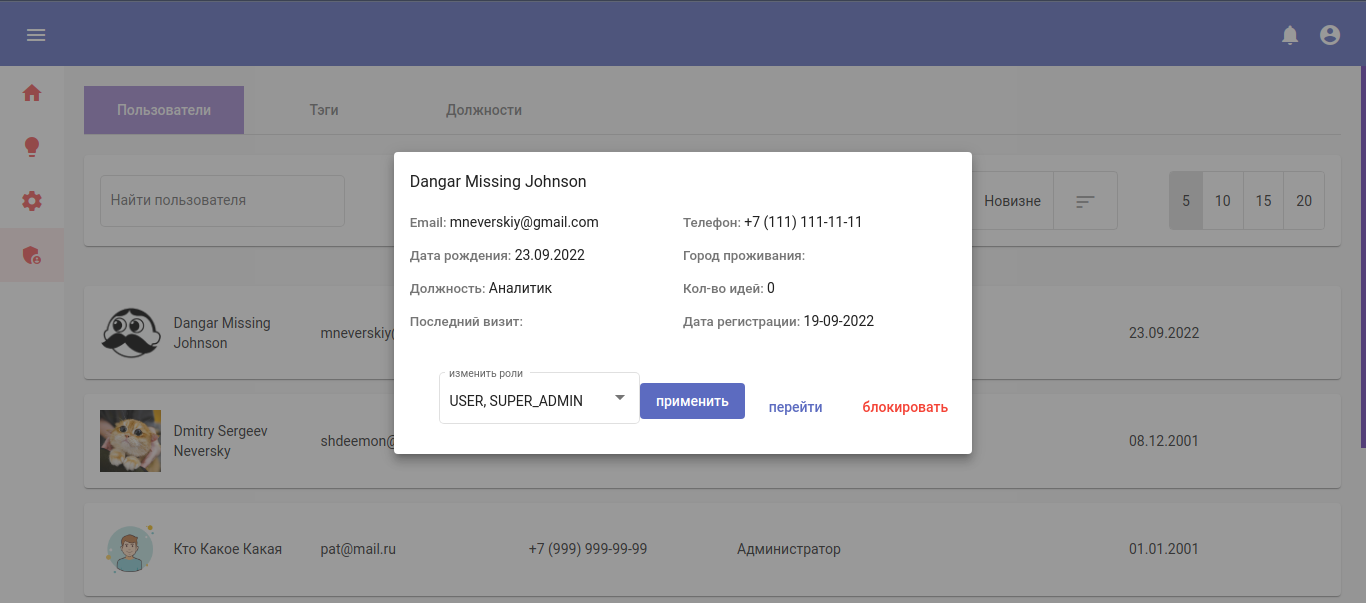 Пользователи Тэги Должности
Найти пользователя
Новизне 5 10 15 20
Dangar Missing Johnson
Email: mneverskiy@gmail.com Телефон: +7 (111) 111-11-11
Дата рождения: 23.09.2022 Город проживания:
Должность: Аналитик Кол-во идей: 0
Последний визит: Дата регистрации: 19-09-2022
изменить роли
USER, SUPER_ADMIN применить перейти блокировать
Dangar Missing
Johnson
mneverskiy 23.09.2022
Dmitry Sergeev
Neversky
shdeemon@ 08.12.2001
Кто Какое Какая pat@mail.ru +7 (999) 999-99-99 Администратор 01.01.2001